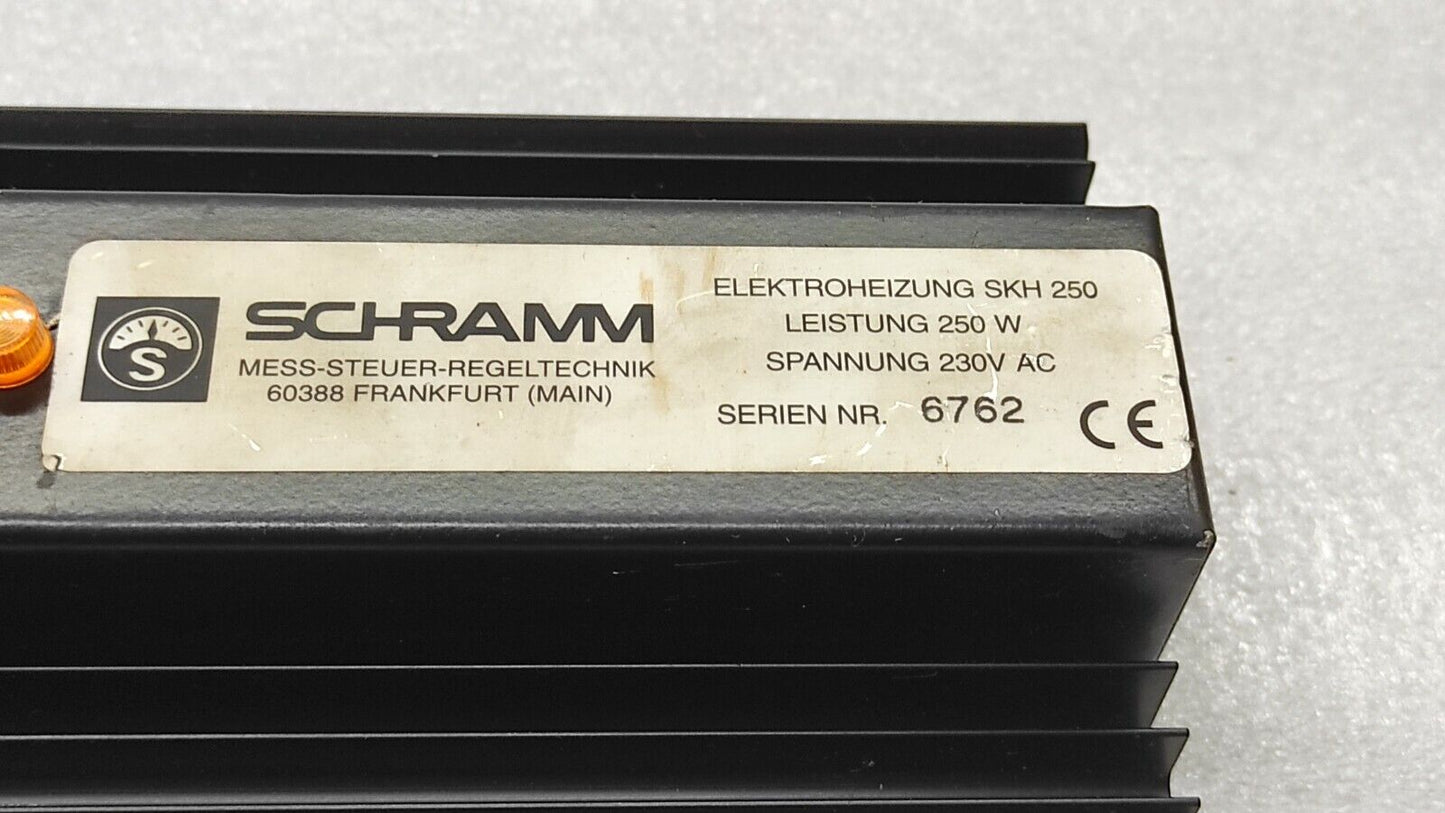 S
SCHRAMM
MESS-STEUER-REGELTECHNIK
60388 FRANKFURT (MAIN)
ELEKTROHEIZUNG SKH 250
LEISTUNG 250 W
SPANNUNG 230V AC
SERIEN NR. 6762
CE